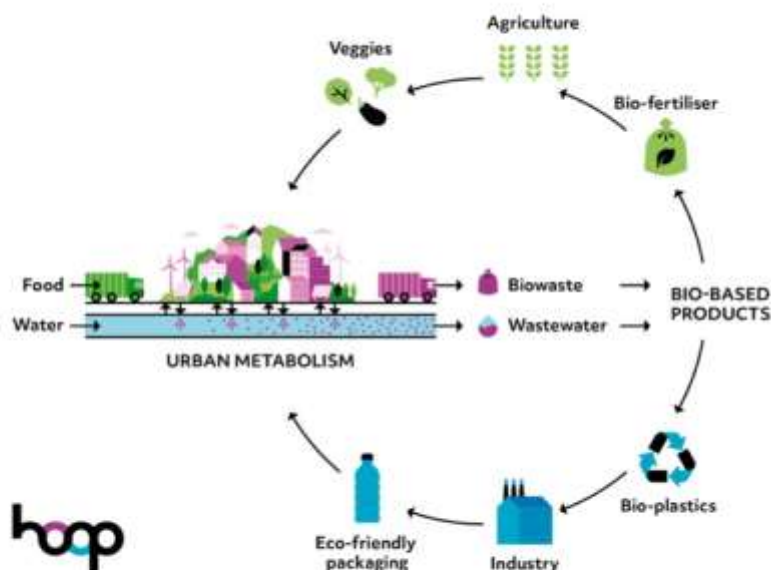 Agriculture
Veggies
Bio-fertiliser
Food
Biowaste
BIO-BASED
PRODUCTS
Water
Wastewater
URBAN METABOLISM
Bio-plastics
Eco-friendly
packaging
Industry
hoop